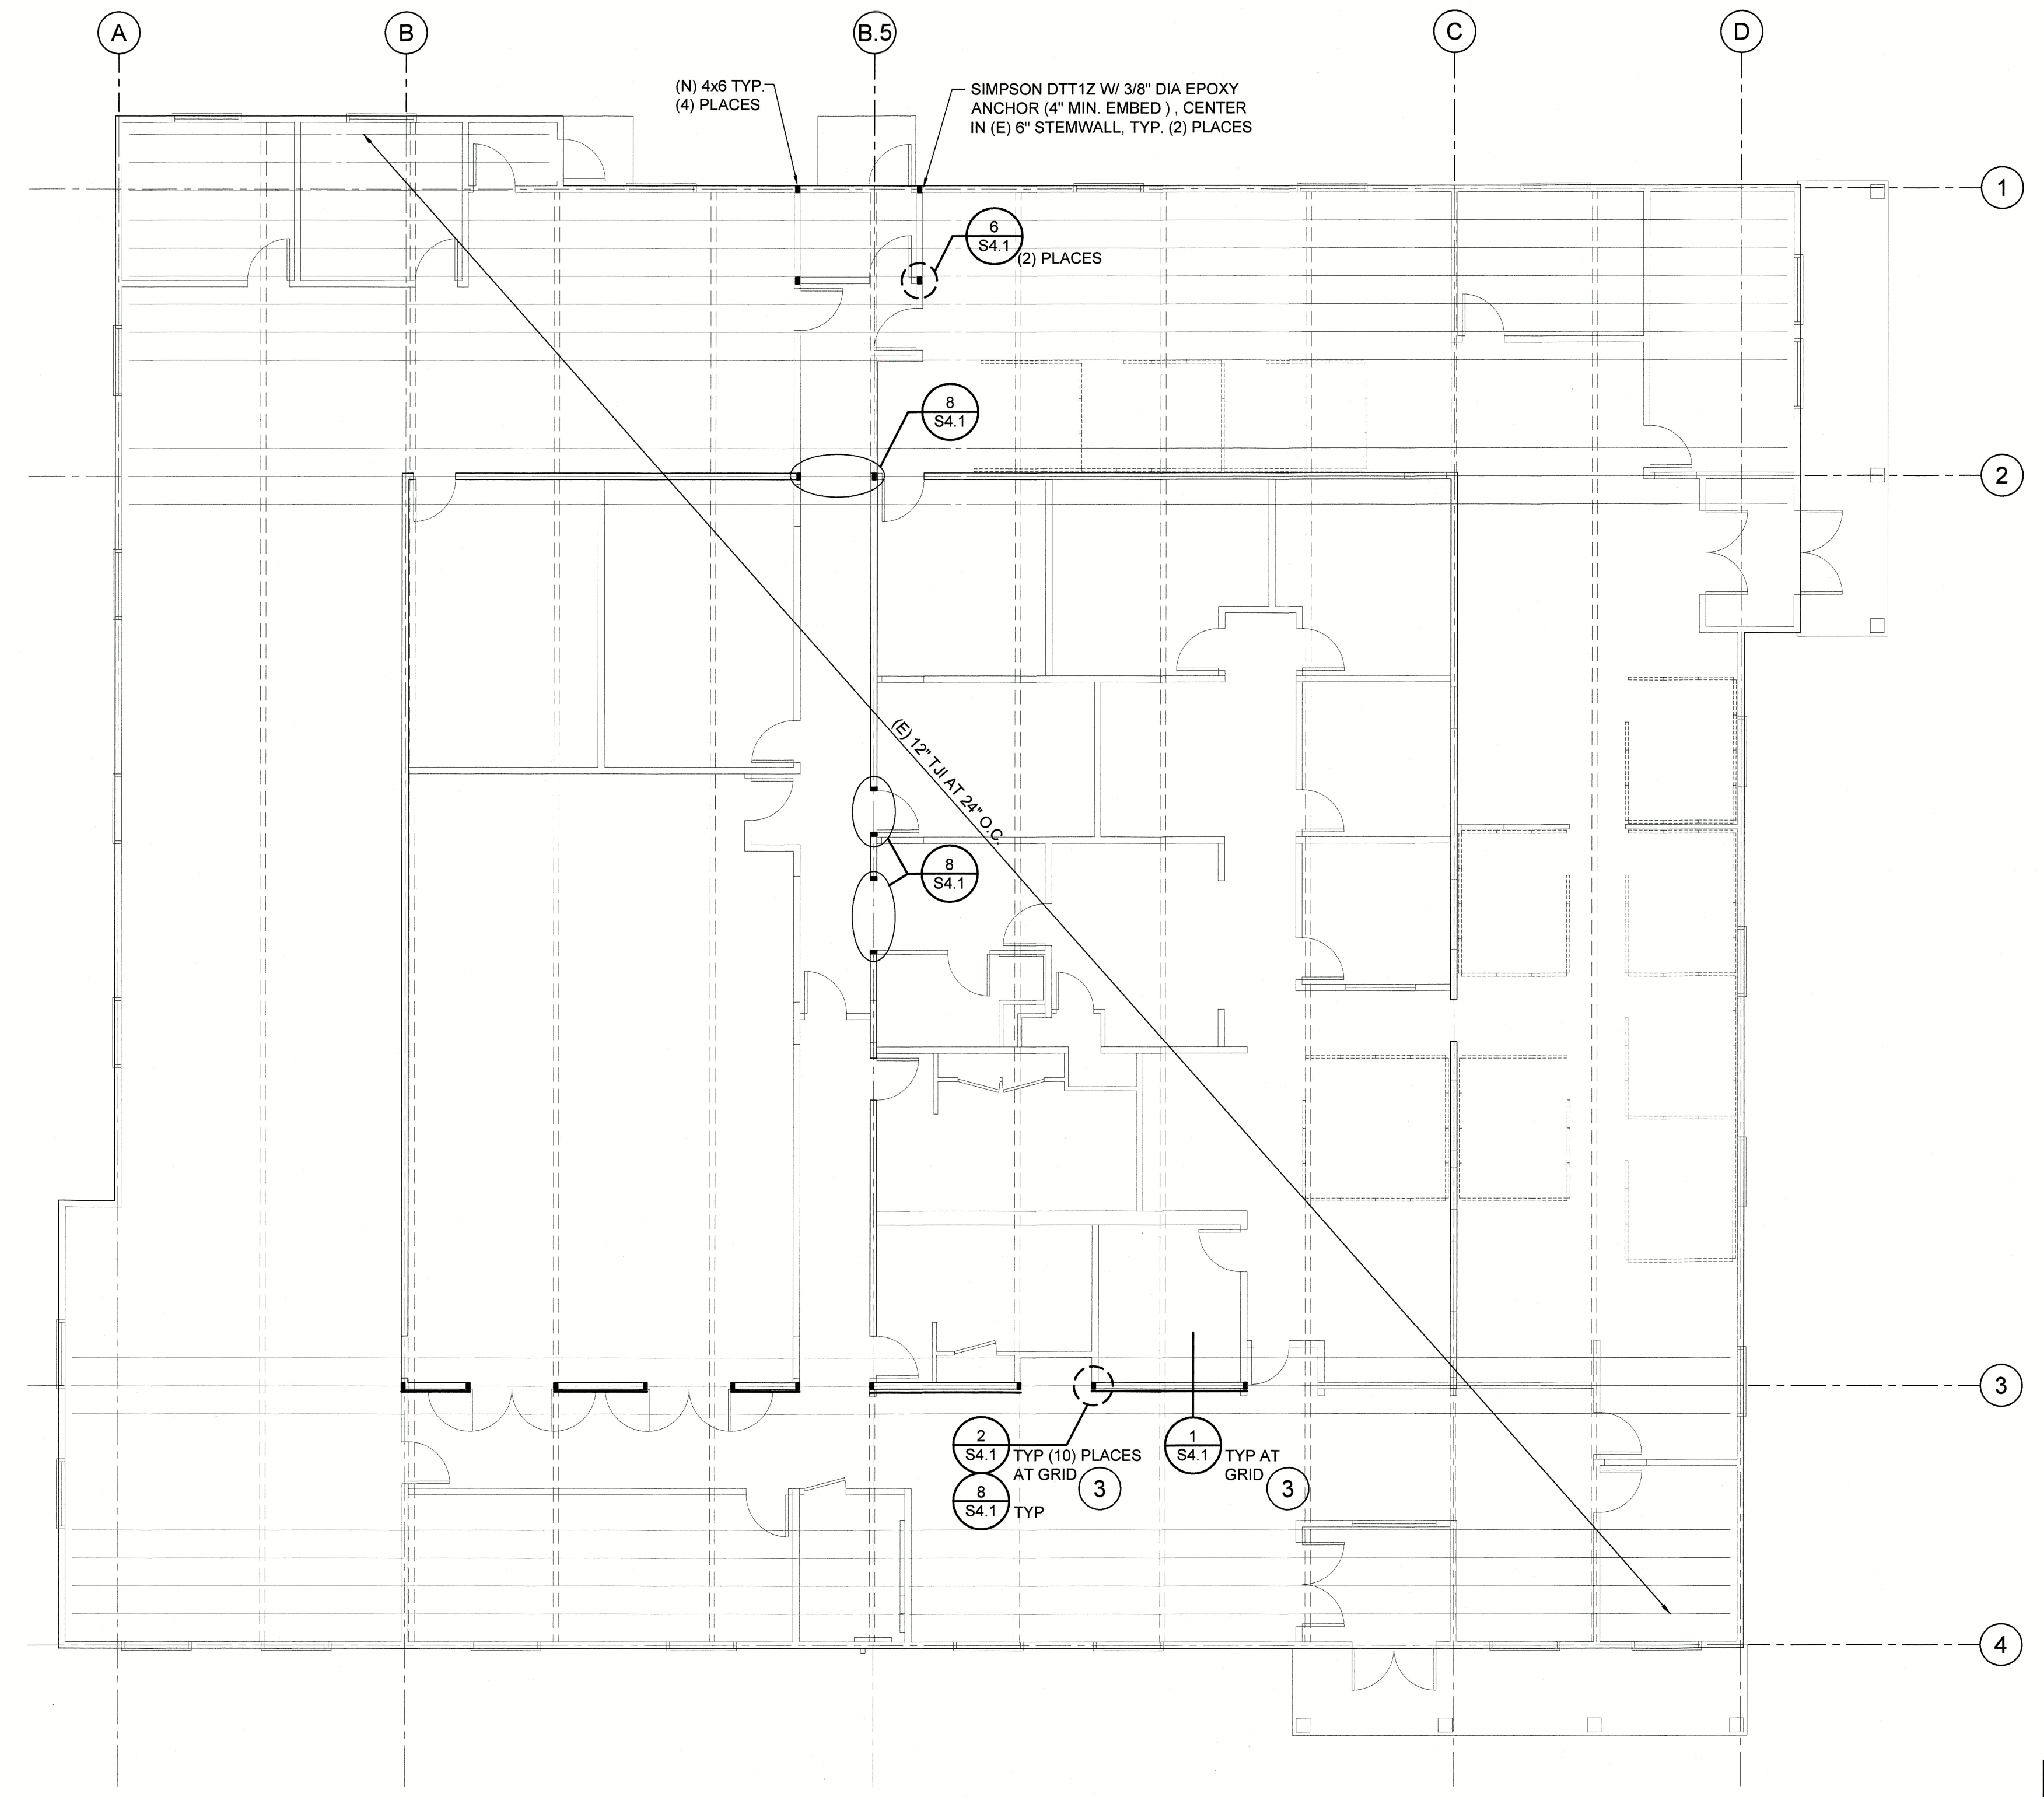 A
B
B.5
C
D
(N) 4x6 TYP.
(4) PLACES
SIMPSON DTT1Z W/ 3/8" DIA EPOXY
ANCHOR (4" MIN. EMBED ) , CENTER
IN (E) 6" STEMWALL, TYP. (2) PLACES
1
6
S4.1
(2) PLACES
8
S4.1
2
(E) 12" TJI AT 24" O.C.
8
S4.1
3
2
S4.1
TYP (10) PLACES
AT GRID
3
8
S4.1
TYP
1
S4.1
TYP AT
GRID
3
4